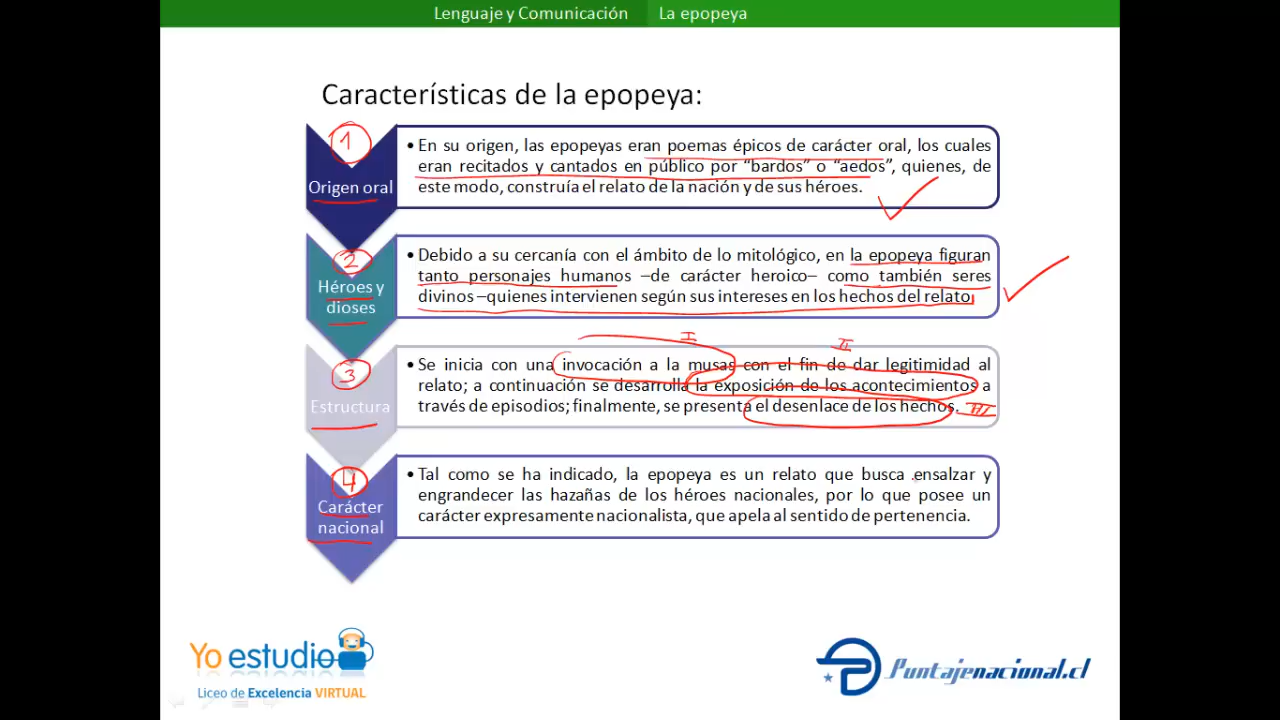 Lenguaje y Comunicación La epopeya
Características de la epopeya:
1
Origen oral
• En su origen, las epopeyas eran poemas épicos de carácter oral, los cuales
eran recitados y cantados en público por “bardos” o “aedos”, quienes, de
este modo, construía el relato de la nación y de sus héroes.
2
Héroes y
dioses
• Debido a su cercanía con el ámbito de lo mitológico, en la epopeya figuran
tanto personajes humanos –de carácter heroico– como también seres
divinos –quienes intervienen según sus intereses en los hechos del relato.
I
II
3
Estructura
• Se inicia con una invocación a la musas con el fin de dar legitimidad al
relato; a continuación se desarrolla la exposición de los acontecimientos a
través de episodios; finalmente, se presenta el desenlace de los hechos. III
4
Carácter
nacional
• Tal como se ha indicado, la epopeya es un relato que busca ensalzar y
engrandecer las hazañas de los héroes nacionales, por lo que posee un
carácter expresamente nacionalista, que apela al sentido de pertenencia.
Yo estudio
Liceo de Excelencia VIRTUAL
Puntajenacional.cl